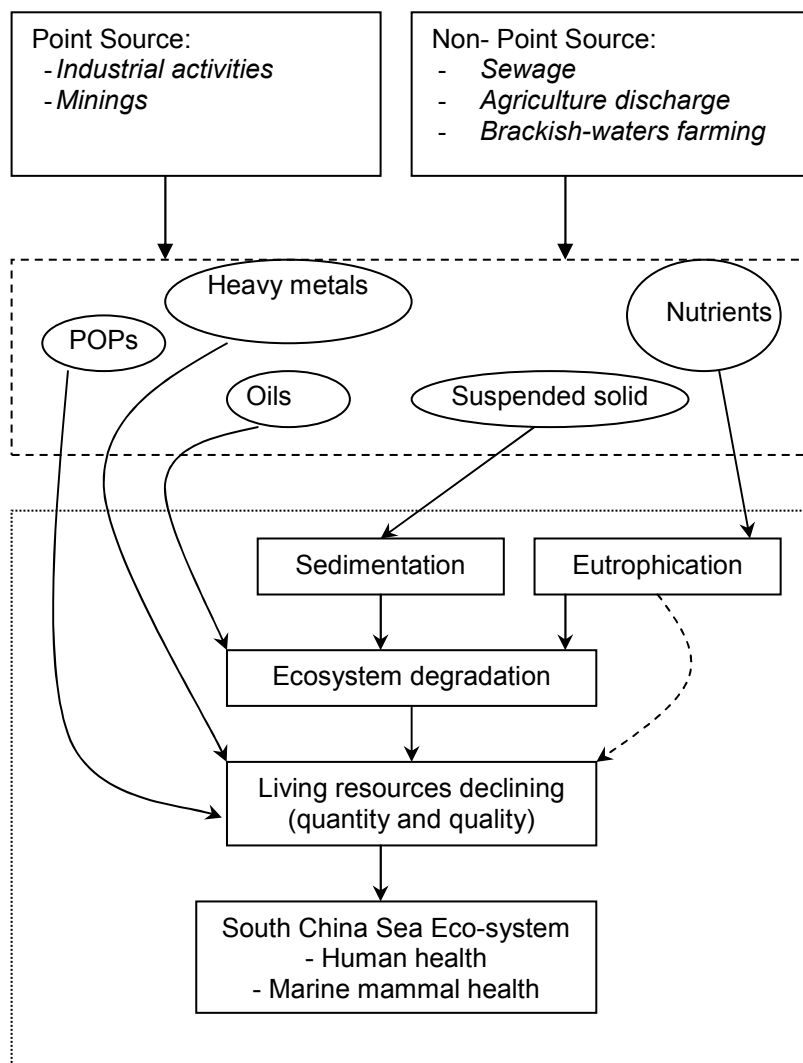 Point Source:
-Industrial activities
-Minings
Non- Point Source:
- Sewage
- Agriculture discharge
- Brackish-waters farming
Heavy metals
Nutrients
POPs
Oils
Suspended solid
Sedimentation
Eutrophication
Ecosystem degradation
Living resources declining
(quantity and quality)
South China Sea Eco-system
- Human health
- Marine mammal health